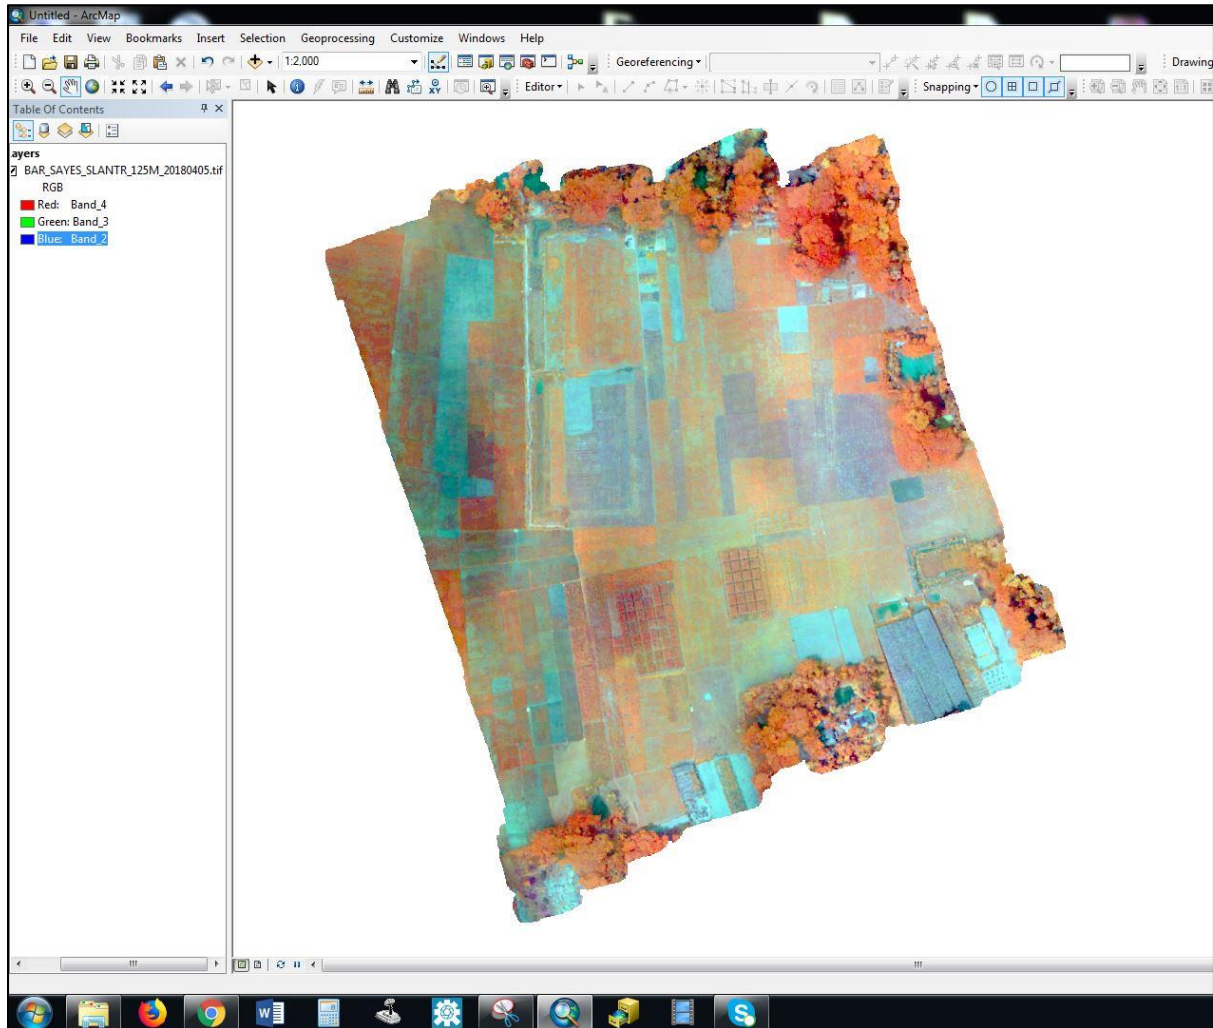 Untitled - ArcMap
File Edit View Bookmarks Insert Selection Geoprocessing Customize Windows Help
1:2.000 Georeferencing Drawing
Editor Snapping
Table Of Contents
ayers
BAR_SAYES_SLANTR_125M_20180405.tif
RGB
Red: Band_4
Green: Band_3
Blue: Band_2